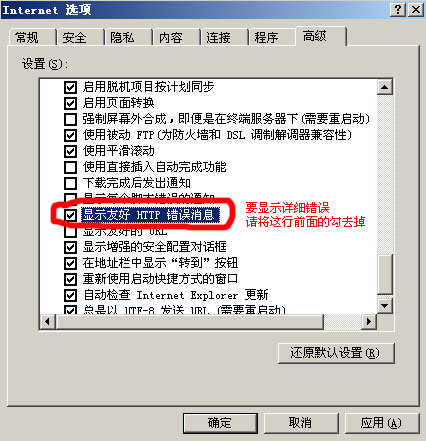 Internet 选项
常规
安全
隐私
内容
连接
程序
高级
设置(S):
启用脱机项目按计划同步
启用页面转换
强制屏幕外合成，即便是在终端服务器下(需要重启动)
使用被动 FTP(为防火墙和 DSL 调制解调器兼容性)
使用平滑滚动
使用直接插入自动完成功能
下载完成后发出通知
显示每个脚本错误的通知
显示友好 HTTP 错误消息
要显示详细错误
请将这行前面的勾去掉
显示友好的 URL
显示增强的安全配置对话框
在地址栏中显示“转到”按钮
重新使用启动快捷方式的窗口
自动检查 Internet Explorer 更新
总是以 UTF-8 发送 URL (需要重启动)
还原默认设置(R)
确定
取消
应用(A)